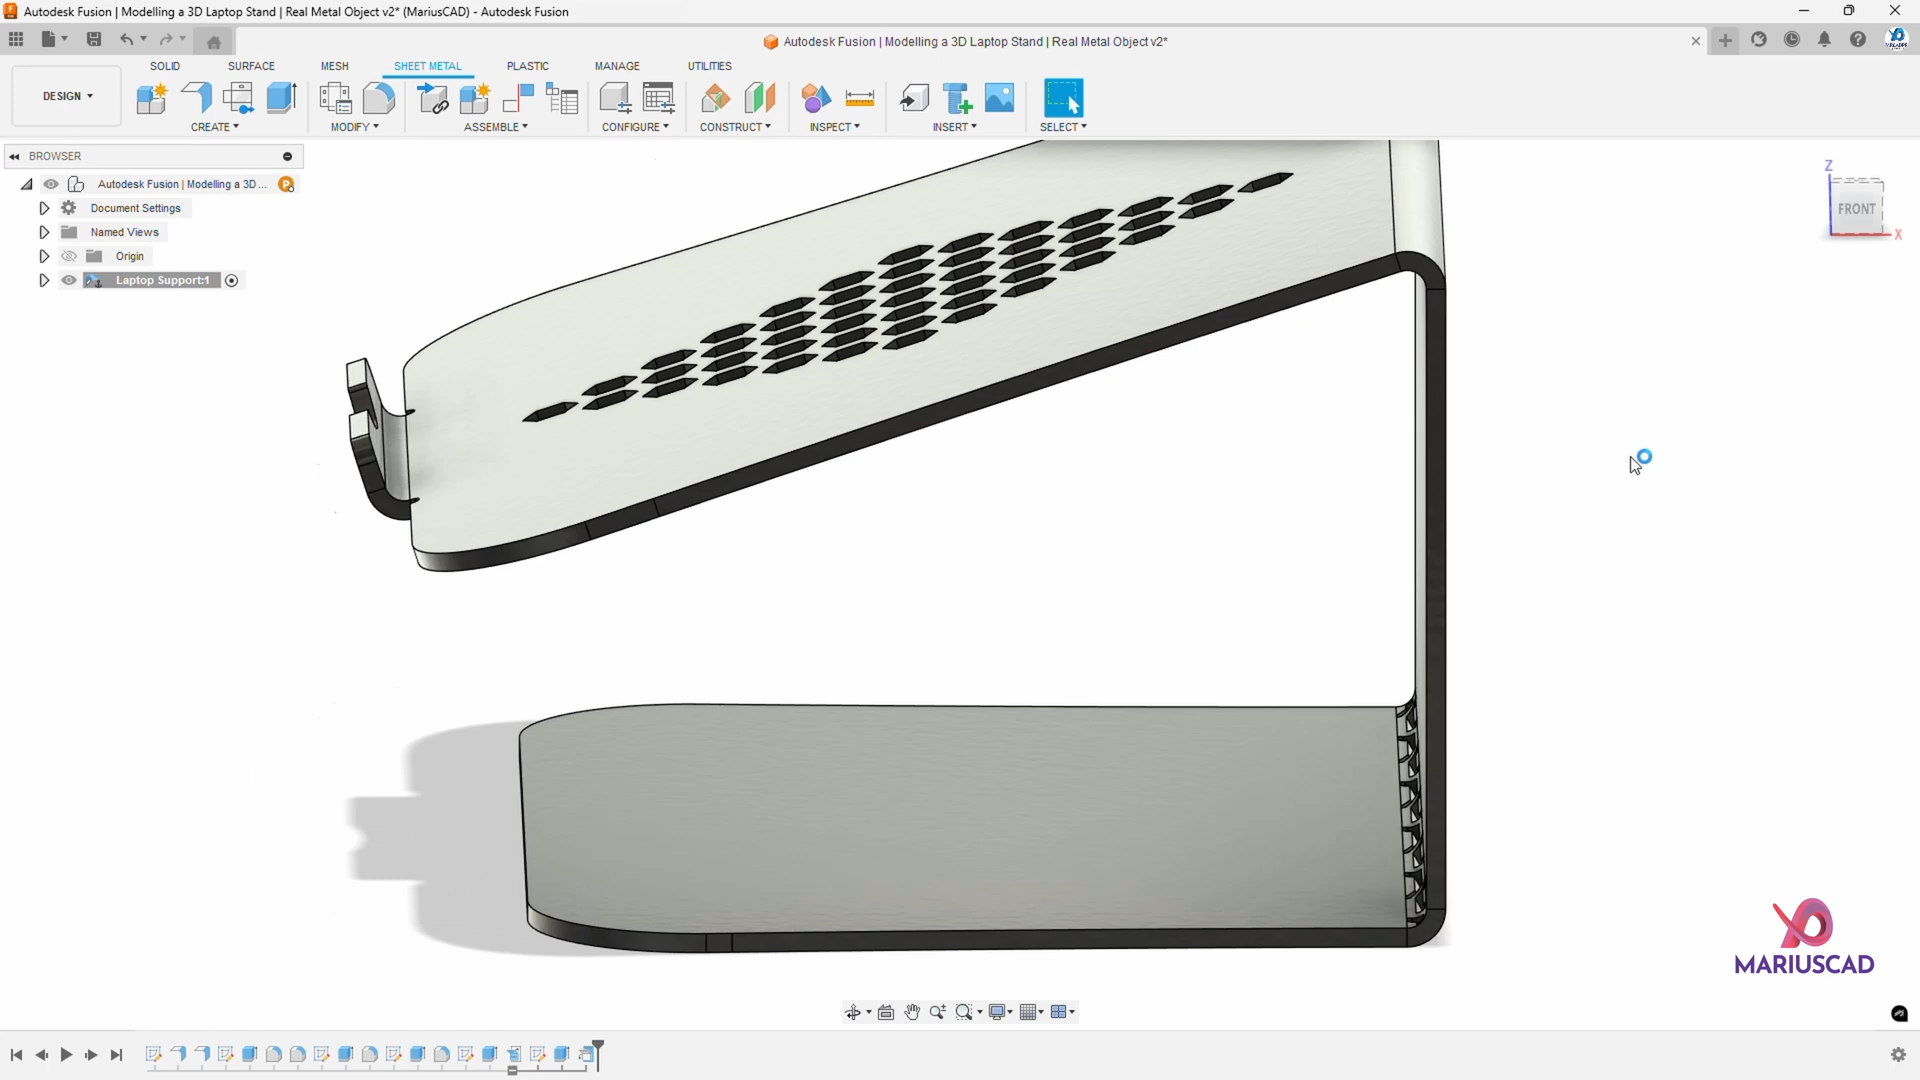 Autodesk Fusion | Modelling a 3D Laptop Stand | Real Metal Object v2* (MariusCAD) - Autodesk Fusion
Autodesk Fusion | Modelling a 3D Laptop Stand | Real Metal Object v2*
SOLID SURFACE MESH SHEET METAL PLASTIC MANAGE UTILITIES
DESIGN
CREATE MODIFY ASSEMBLE CONFIGURE CONSTRUCT INSPECT INSERT SELECT
BROWSER
Autodesk Fusion | Modelling a 3D ...
P
Document Settings
Named Views
Origin
Laptop Support:1
Z
FRONT
X
MARIUSCAD